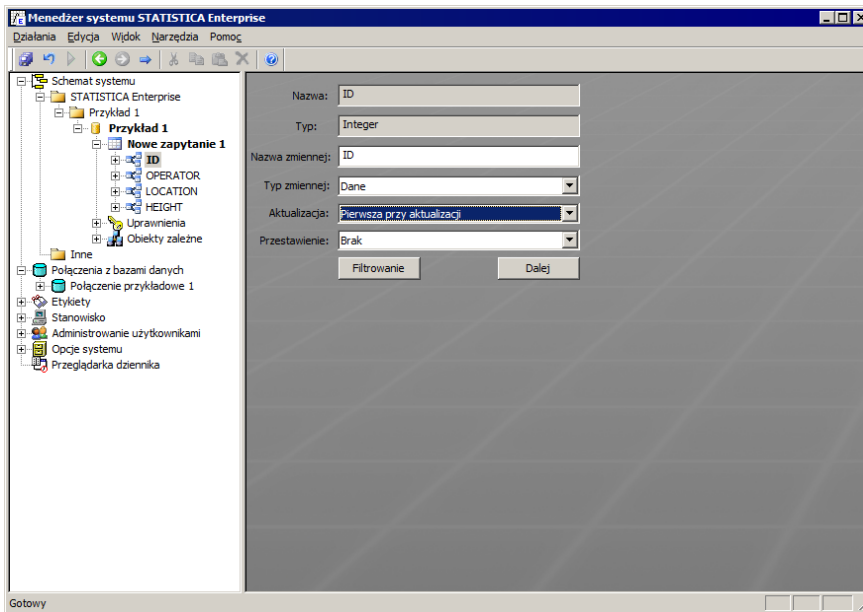 Menedżer systemu STATISTICA Enterprise
Działania Edycja Widok Narzędzia Pomoc
Schemat systemu
STATISTICA Enterprise
Przykład 1
Przykład 1
Nowe zapytanie 1
ID
OPERATOR
LOCATION
HEIGHT
Uprawnienia
Obiekty zależne
Inne
Połączenia z bazami danych
Połączenie przykładowe 1
Etykiety
Stanowisko
Administrowanie użytkownikami
Opcje systemu
Przeglądarka dziennika
Nazwa: ID
Typ: Integer
Nazwa zmiennej: ID
Typ zmiennej: Dane
Aktualizacja: Pierwsza przy aktualizacji
Przestawienie: Brak
Filtrowanie Dalej
Gotowy